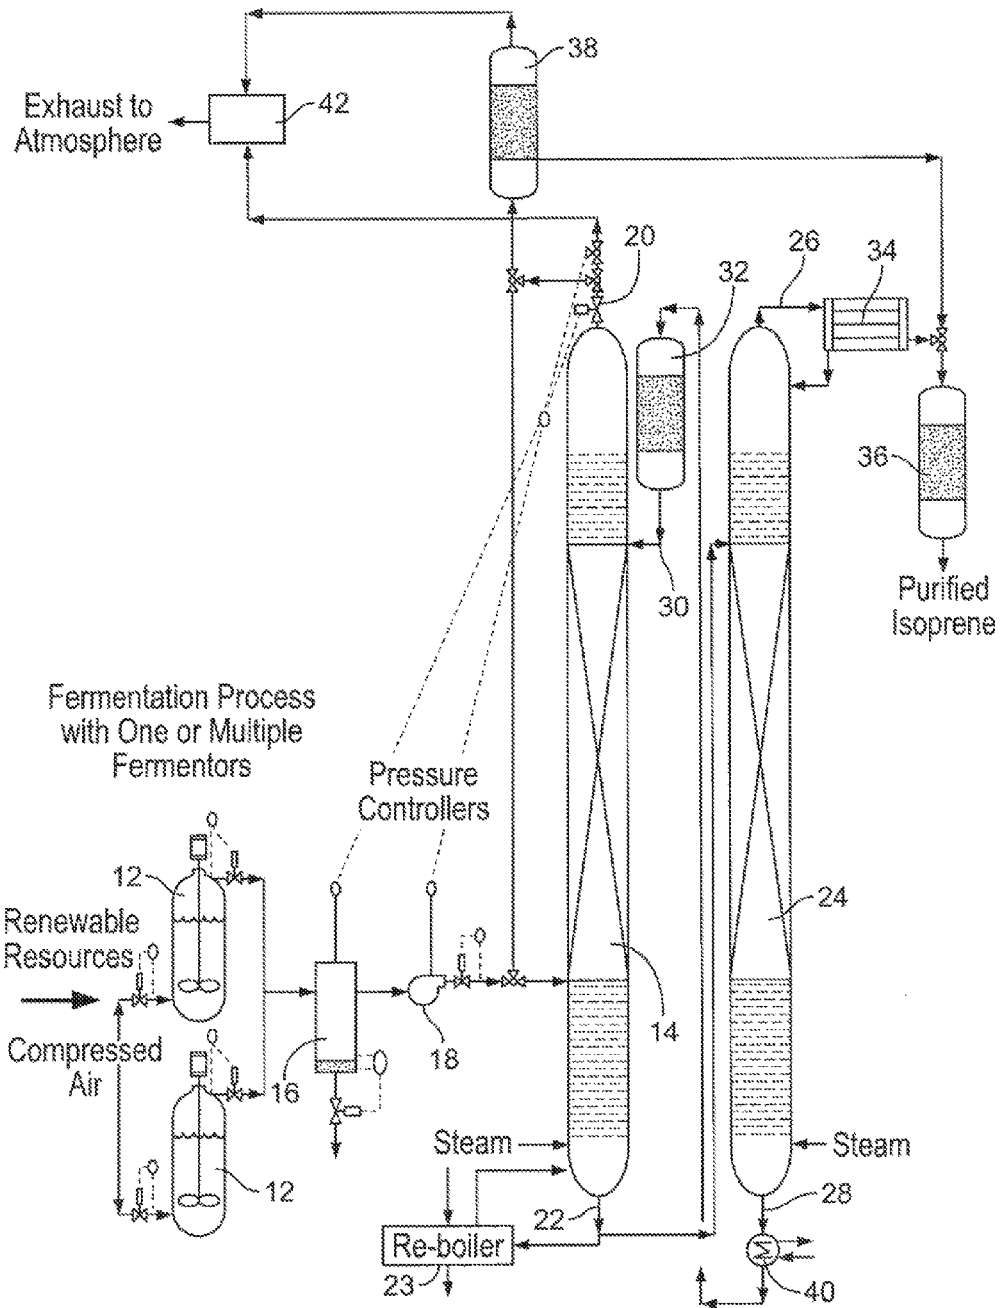 38
42
Exhaust to
Atmosphere
20
32
26
34
36
30
Purified
Isoprene
Fermentation Process
with One or Multiple
Fermentors
Pressure
Controllers
12
24
Renewable
Resources
14
18
Compressed
Air
16
Steam
Steam
12
22
28
Re-boiler
23
40